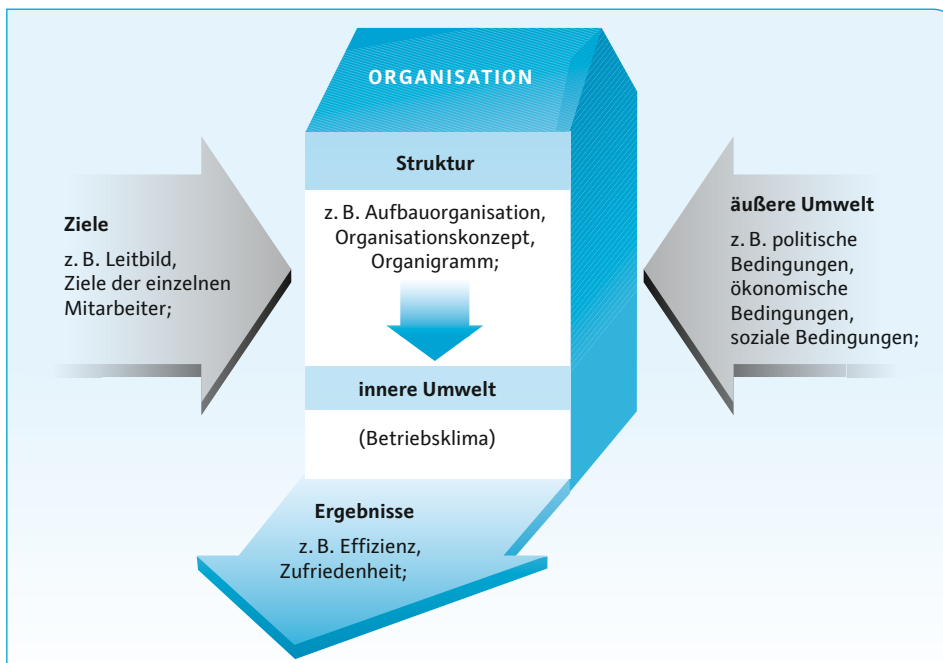 ORGANISATION
Struktur
z. B. Aufbauorganisation,
Organisationskonzept,
Organigramm;
innere Umwelt
(Betriebsklima)
Ziele
z. B. Leitbild,
Ziele der einzelnen
Mitarbeiter;
äußere Umwelt
z. B. politische
Bedingungen,
ökonomische
Bedingungen,
soziale Bedingungen;
Ergebnisse
z. B. Effizienz,
Zufriedenheit;